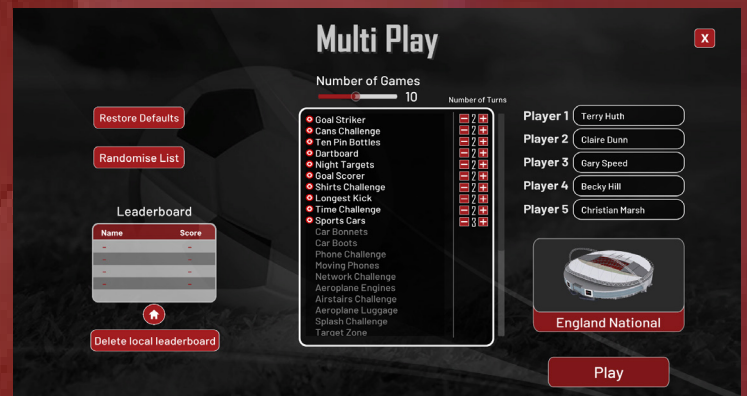 Multi Play
X
Number of Games
10
Number of Turns
Restore Defaults
Randomise List
Leaderboard
Name Score
- -
- -
- -
- -
Delete local leaderboard
Goal Striker - 2 +
Cans Challenge - 2 +
Ten Pin Bottles - 2 +
Dartboard - 2 +
Night Targets - 2 +
Goal Scorer - 2 +
Shirts Challenge - 2 +
Longest Kick - 2 +
Time Challenge - 2 +
Sports Cars - 3 +
Car Bonnets
Car Boots
Phone Challenge
Moving Phones
Network Challenge
Aeroplane Engines
Airstairs Challenge
Aeroplane Luggage
Splash Challenge
Target Zone
Player 1 Terry Huth
Player 2 Claire Dunn
Player 3 Gary Speed
Player 4 Becky Hill
Player 5 Christian Marsh
England National
Play